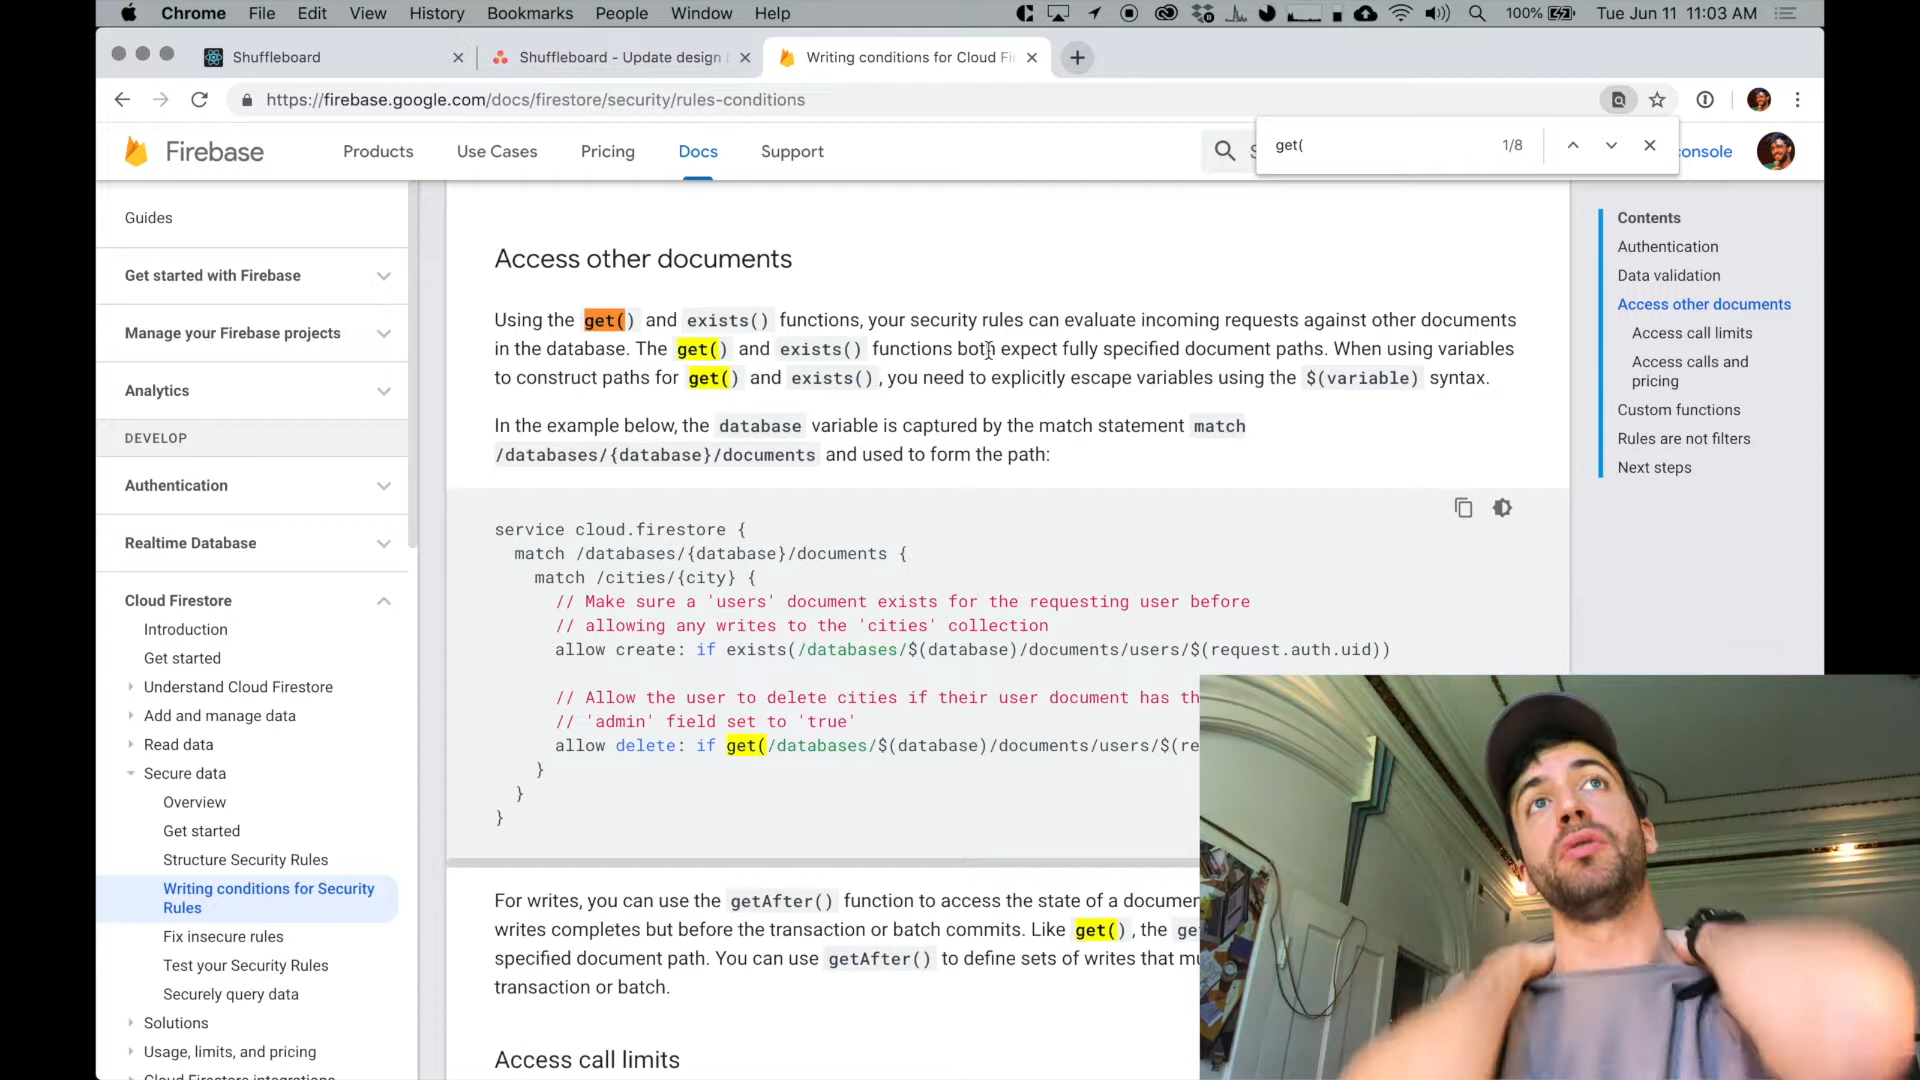 Chrome File Edit View History Bookmarks People Window Help 100% Tue Jun 11 11:03 AM
Shuffleboard
Shuffleboard - Update design
Writing conditions for Cloud Fi
https://firebase.google.com/docs/firestore/security/rules-conditions
Firebase
Products Use Cases Pricing Docs Support
get( 1/8
console
Guides
Get started with Firebase
Manage your Firebase projects
Analytics
DEVELOP
Authentication
Realtime Database
Cloud Firestore
Introduction
Get started
Understand Cloud Firestore
Add and manage data
Read data
Secure data
Overview
Get started
Structure Security Rules
Writing conditions for Security
Rules
Fix insecure rules
Test your Security Rules
Securely query data
Solutions
Usage, limits, and pricing
Cloud Firestore integrations
Access other documents
Using the get() and exists() functions, your security rules can evaluate incoming requests against other documents
in the database. The get() and exists() functions both expect fully specified document paths. When using variables
to construct paths for get() and exists(), you need to explicitly escape variables using the $(variable) syntax.
In the example below, the database variable is captured by the match statement match
/databases/{database}/documents and used to form the path:
service cloud.firestore {
match /databases/{database}/documents {
match /cities/{city} {
// Make sure a 'users' document exists for the requesting user before
// allowing any writes to the 'cities' collection
allow create: if exists(/databases/$(database)/documents/users/$(request.auth.uid))
// Allow the user to delete cities if their user document has th
// 'admin' field set to 'true'
allow delete: if get(/databases/$(database)/documents/users/$(re
}
}
}
For writes, you can use the getAfter() function to access the state of a documen
writes completes but before the transaction or batch commits. Like get(), the ge
specified document path. You can use getAfter() to define sets of writes that mu
transaction or batch.
Access call limits
Contents
Authentication
Data validation
Access other documents
Access call limits
Access calls and
pricing
Custom functions
Rules are not filters
Next steps